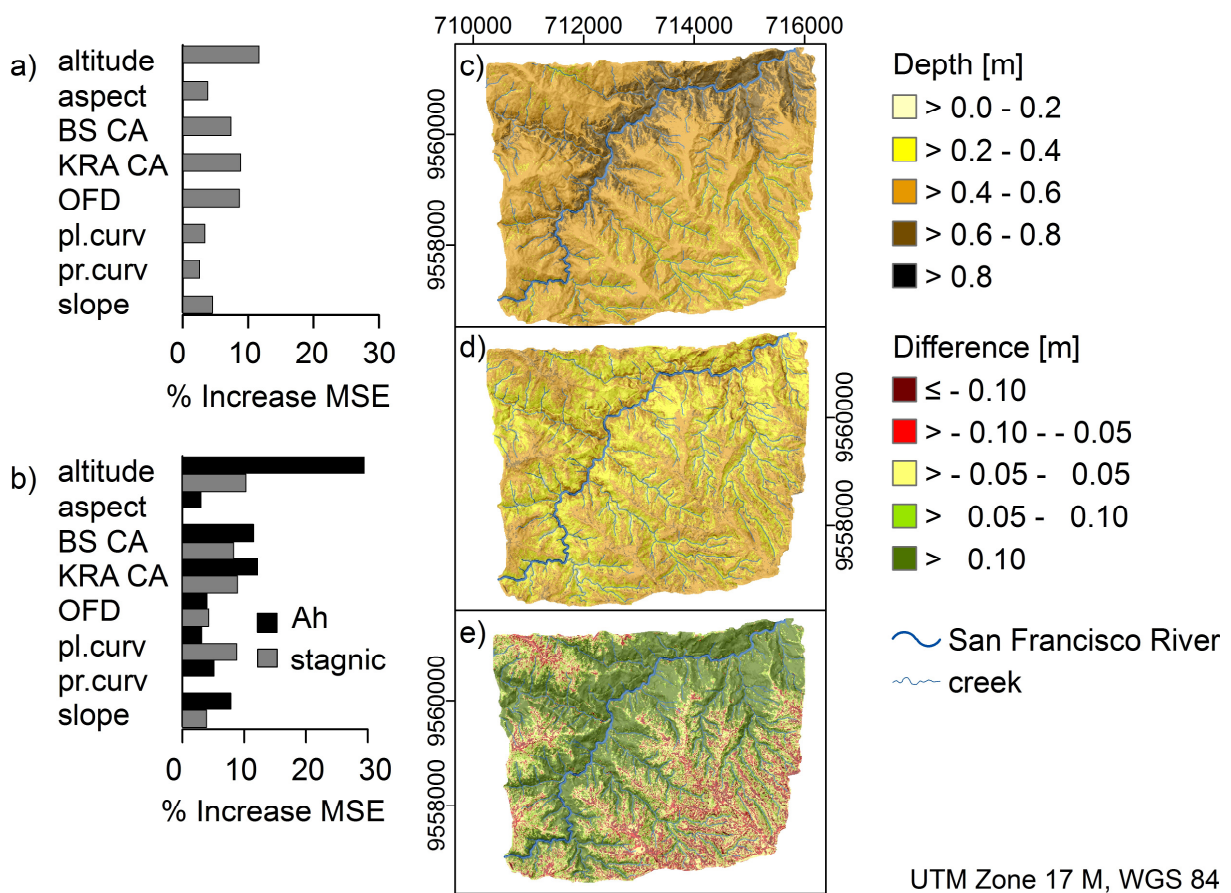 a)
altitude
aspect
BS CA
KRA CA
OFD
pl.curv
pr.curv
slope
0 10 20 30
% Increase MSE
b)
altitude
aspect
BS CA
KRA CA
OFD
pl.curv
pr.curv
slope
Ah
stagnic
0 10 20 30
% Increase MSE
710000 712000 714000 716000
c)
9560000
9558000
d)
9560000
9558000
e)
9560000
9558000
Depth [m]
> 0.0 - 0.2
> 0.2 - 0.4
> 0.4 - 0.6
> 0.6 - 0.8
> 0.8
Difference [m]
≤ - 0.10
> - 0.10 - - 0.05
> - 0.05 - 0.05
> 0.05 - 0.10
> 0.10
San Francisco River
creek
UTM Zone 17 M, WGS 84